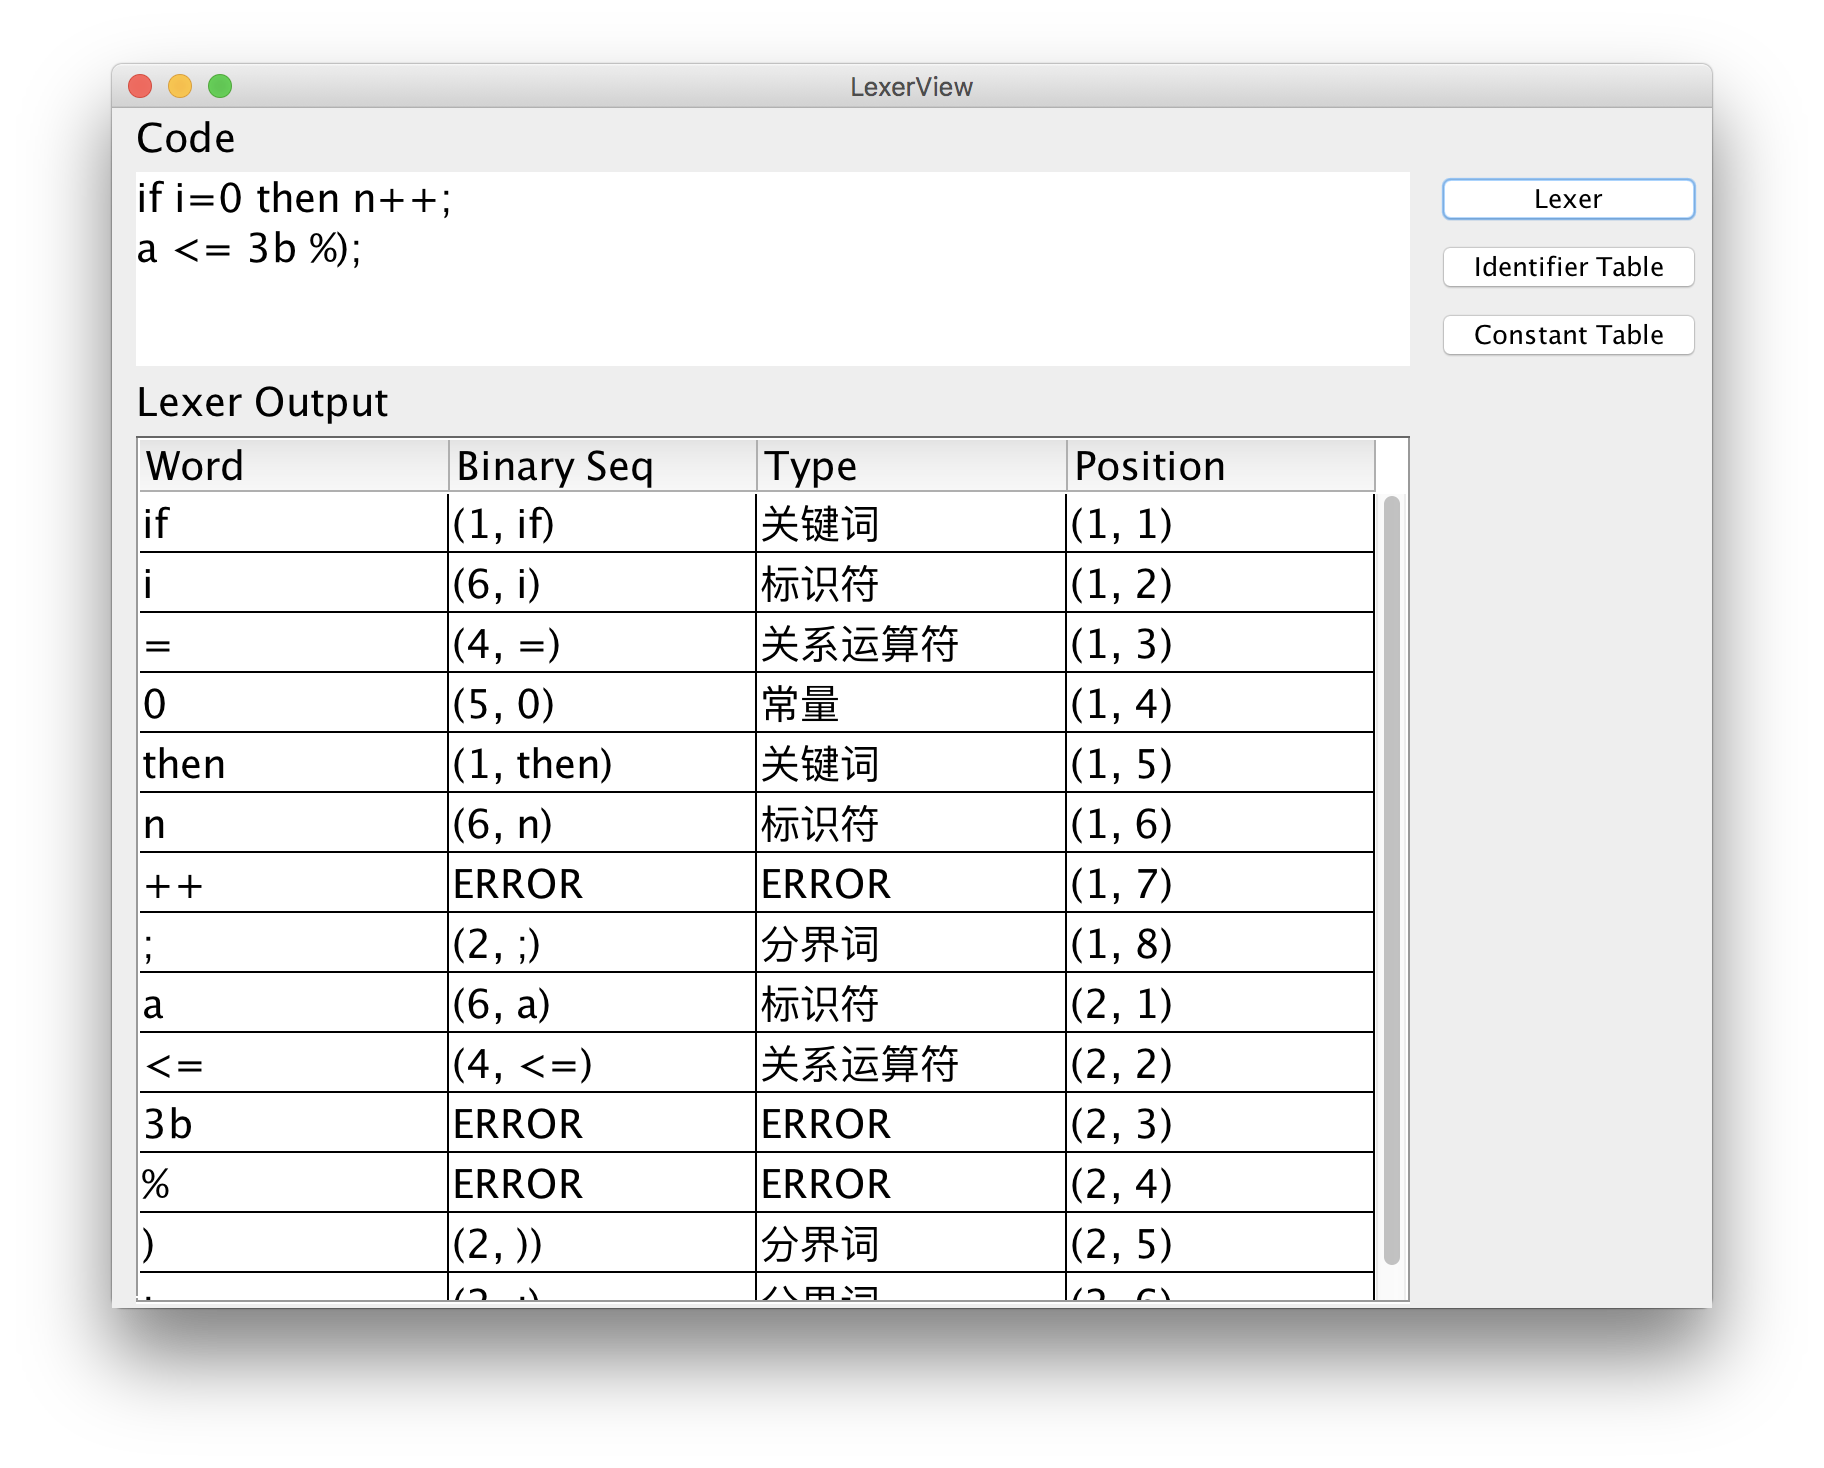 LexerView
Code
if i=0 then n++;
a <= 3b %);
Lexer
Identifier Table
Constant Table
Lexer Output
Word Binary Seq Type Position
if (1, if) 关键词 (1, 1)
i (6, i) 标识符 (1, 2)
= (4, =) 关系运算符 (1, 3)
0 (5, 0) 常量 (1, 4)
then (1, then) 关键词 (1, 5)
n (6, n) 标识符 (1, 6)
++ ERROR ERROR (1, 7)
; (2, ;) 分界词 (1, 8)
a (6, a) 标识符 (2, 1)
<= (4, <=) 关系运算符 (2, 2)
3b ERROR ERROR (2, 3)
% ERROR ERROR (2, 4)
) (2, )) 分界词 (2, 5)